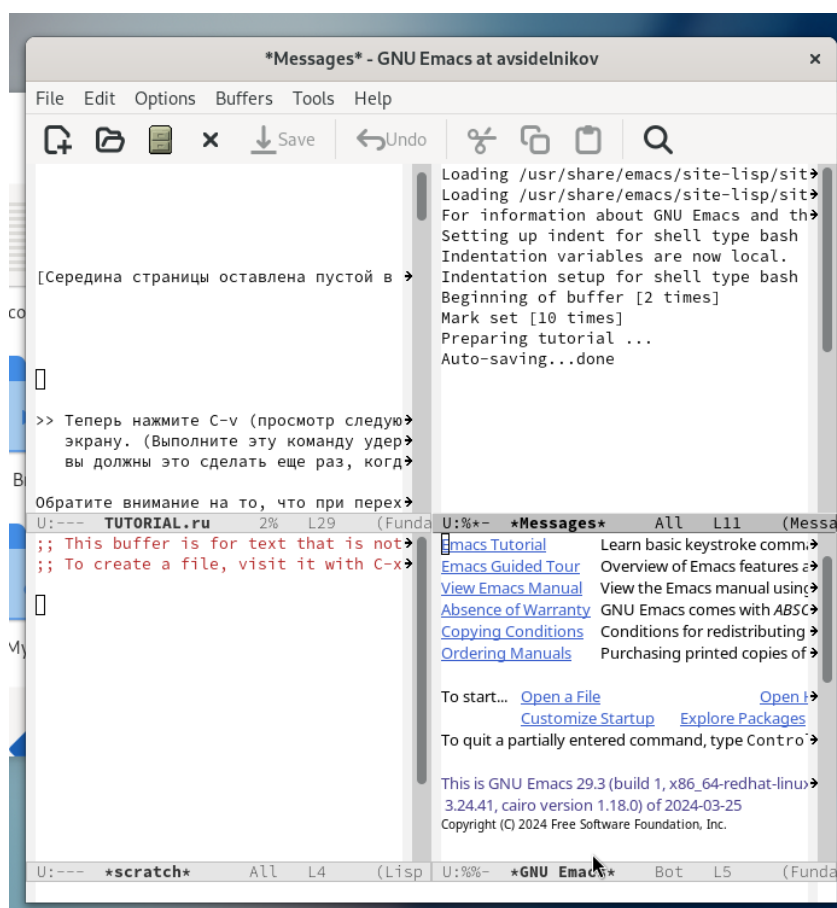 *Messages* - GNU Emacs at avsidelnikov
File Edit Options Buffers Tools Help
Save Undo
[Середина страницы оставлена пустой в
>> Теперь нажмите C-v (просмотр следую
экрану. (Выполните эту команду удер
вы должны это сделать еще раз, когд
Обратите внимание на то, что при перех
U:--- TUTORIAL.ru 2% L29 (Funda
Loading /usr/share/emacs/site-lisp/sit
Loading /usr/share/emacs/site-lisp/sit
For information about GNU Emacs and th
Setting up indent for shell type bash
Indentation variables are now local.
Indentation setup for shell type bash
Beginning of buffer [2 times]
Mark set [10 times]
Preparing tutorial ...
Auto-saving...done
U:%*- *Messages* All L11 (Messa
;; This buffer is for text that is not
;; To create a file, visit it with C-x
U:--- *scratch* All L4 (Lisp
Emacs Tutorial Learn basic keystroke comm
Emacs Guided Tour Overview of Emacs features a
View Emacs Manual View the Emacs manual using
Absence of Warranty GNU Emacs comes with ABSO
Copying Conditions Conditions for redistributing
Ordering Manuals Purchasing printed copies of
To start... Open a File Open H
Customize Startup Explore Packages
To quit a partially entered command, type Contro
This is GNU Emacs 29.3 (build 1, x86_64-redhat-linux
3.24.41, cairo version 1.18.0) of 2024-03-25
Copyright (C) 2024 Free Software Foundation, Inc.
U:%%- *GNU Emacs* Bot L5 (Funda